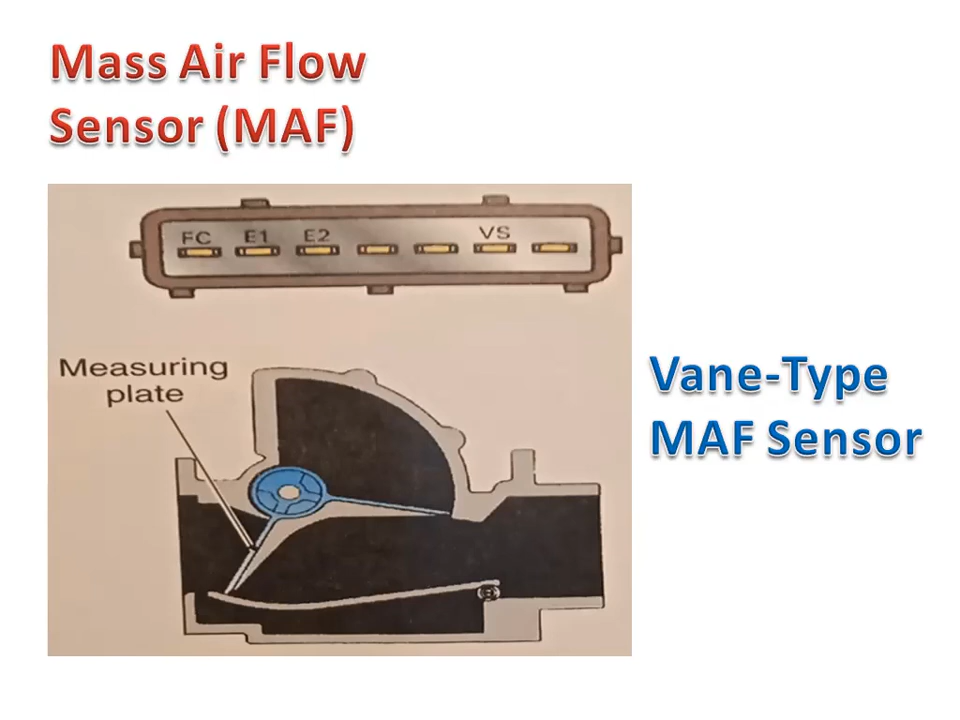 Mass Air Flow
Sensor (MAF)
FC E1 E2 VS
Measuring
plate
Vane-Type
MAF Sensor